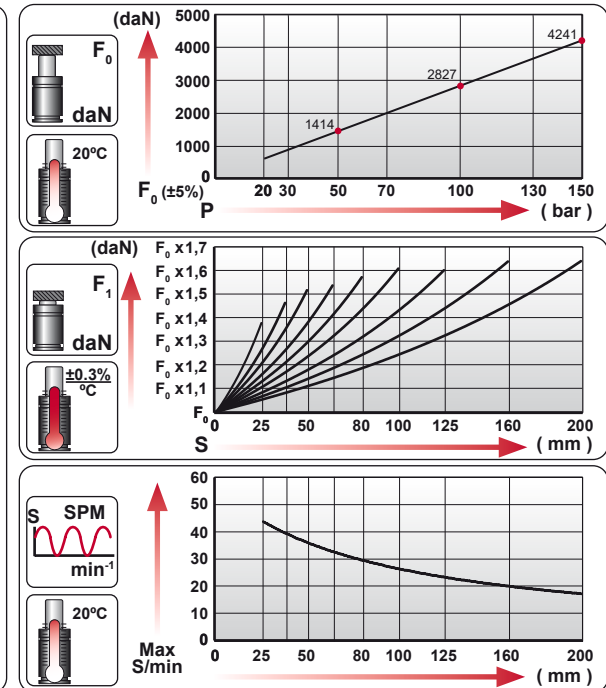 (daN)
F₀
daN
20ºC
F₀ (±5%)
5000
4000
3000
2000
1000
0
1414
2827
4241
20 30 50 70 100 130 150
P
( bar )
(daN)
F₁
daN
±0.3%
ºC
F₀ x1,7
F₀ x1,6
F₀ x1,5
F₀ x1,4
F₀ x1,3
F₀ x1,2
F₀ x1,1
F₀
0 25 50 80 100 125 160 200
S
( mm )
S SPM
min⁻¹
20ºC
Max
S/min
60
50
40
30
20
10
0
0 25 50 80 100 125 160 200
( mm )